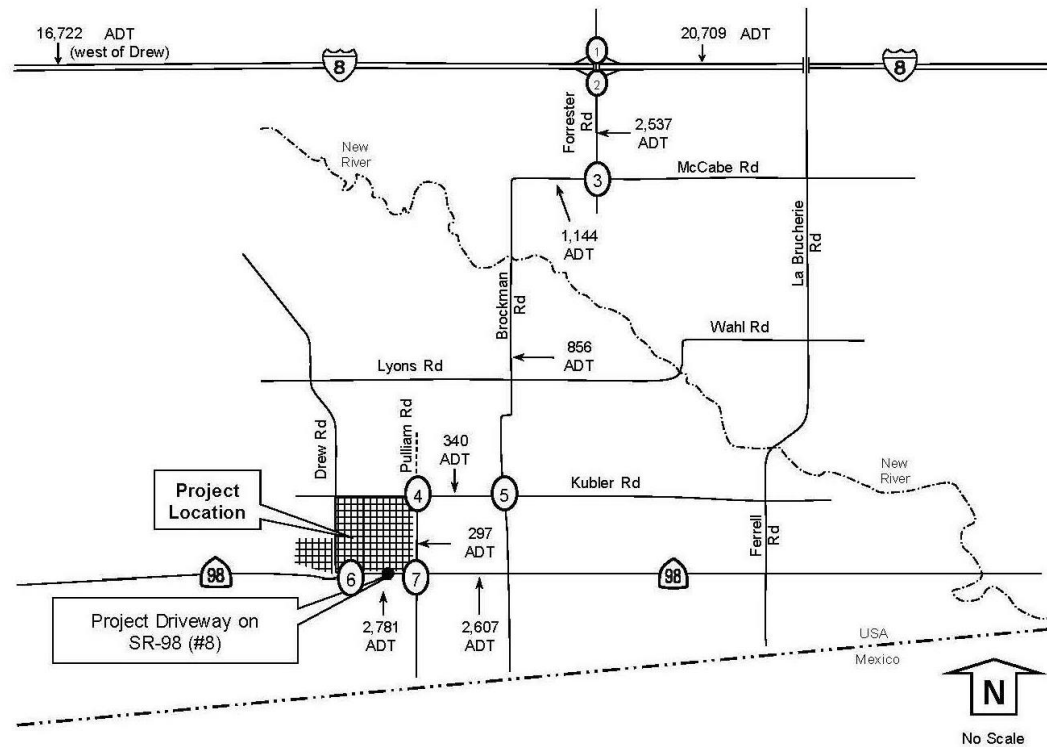 16,722 ADT
(west of Drew)
20,709 ADT
8
8
1
2
Forrester
Rd
2,537
ADT
New
River
3
McCabe Rd
1,144
ADT
La Brucherie
Rd
Brockman
Rd
Wahl Rd
856
ADT
Lyons Rd
Drew Rd
Pulliam Rd
340
ADT
Project
Location
4
5
Kubler Rd
New
River
297
ADT
Ferrell
Rd
98
6
7
98
Project Driveway on
SR-98 (#8)
2,781
ADT
2,607
ADT
USA
Mexico
N
No Scale